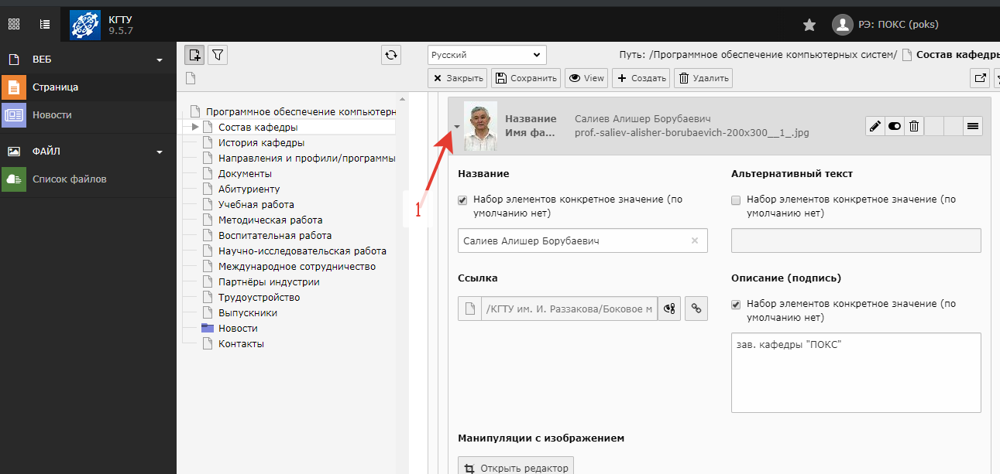 КГТУ
9.5.7
РЭ: ПОКС (poks)
ВЕБ
Страница
Новости
ФАЙЛ
Список файлов
Программное обеспечение компьютерн
Состав кафедры
История кафедры
Направления и профили/программы
Документы
Абитуриенту
Учебная работа
Методическая работа
Воспитательная работа
Научно-исследовательская работа
Международное сотрудничество
Партнёры индустрии
Трудоустройство
Выпускники
Новости
Контакты
Русский
Путь: /Программное обеспечение компьютерных систем/ Состав кафедры
Закрыть Сохранить View Создать Удалить
Название Салиев Алишер Борубаевич
Имя фа... prof.-saliev-alisher-borubaevich-200x300__1_.jpg
1
Название
Набор элементов конкретное значение (по
умолчанию нет)
Салиев Алишер Борубаевич
Альтернативный текст
Набор элементов конкретное значение (по
умолчанию нет)
Ссылка
/КГТУ им. И. Раззакова/Боковое м
Описание (подпись)
Набор элементов конкретное значение (по
умолчанию нет)
зав. кафедры "ПОКС"
Манипуляции с изображением
Открыть редактор